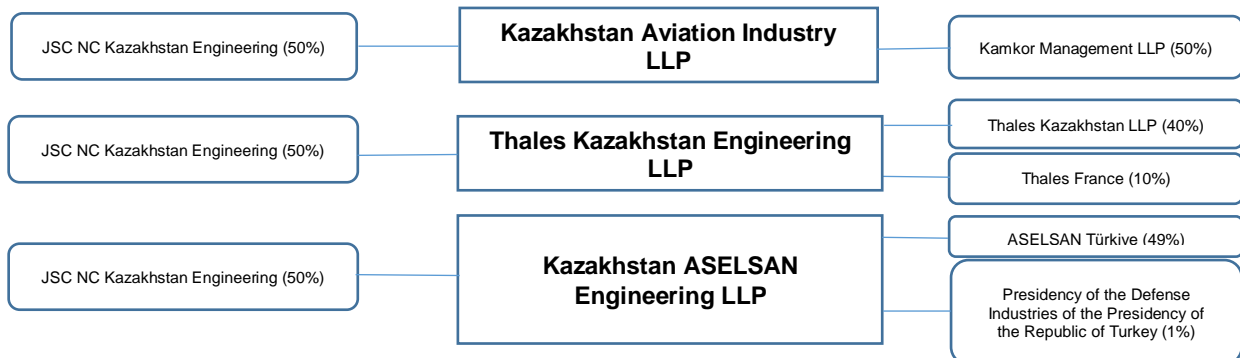 JSC NC Kazakhstan Engineering (50%)
Kazakhstan Aviation Industry
LLP
Kamkor Management LLP (50%)
JSC NC Kazakhstan Engineering (50%)
Thales Kazakhstan Engineering
LLP
Thales Kazakhstan LLP (40%)
Thales France (10%)
JSC NC Kazakhstan Engineering (50%)
Kazakhstan ASELSAN
Engineering LLP
ASELSAN Türkiye (49%)
Presidency of the Defense
Industries of the Presidency of
the Republic of Turkey (1%)